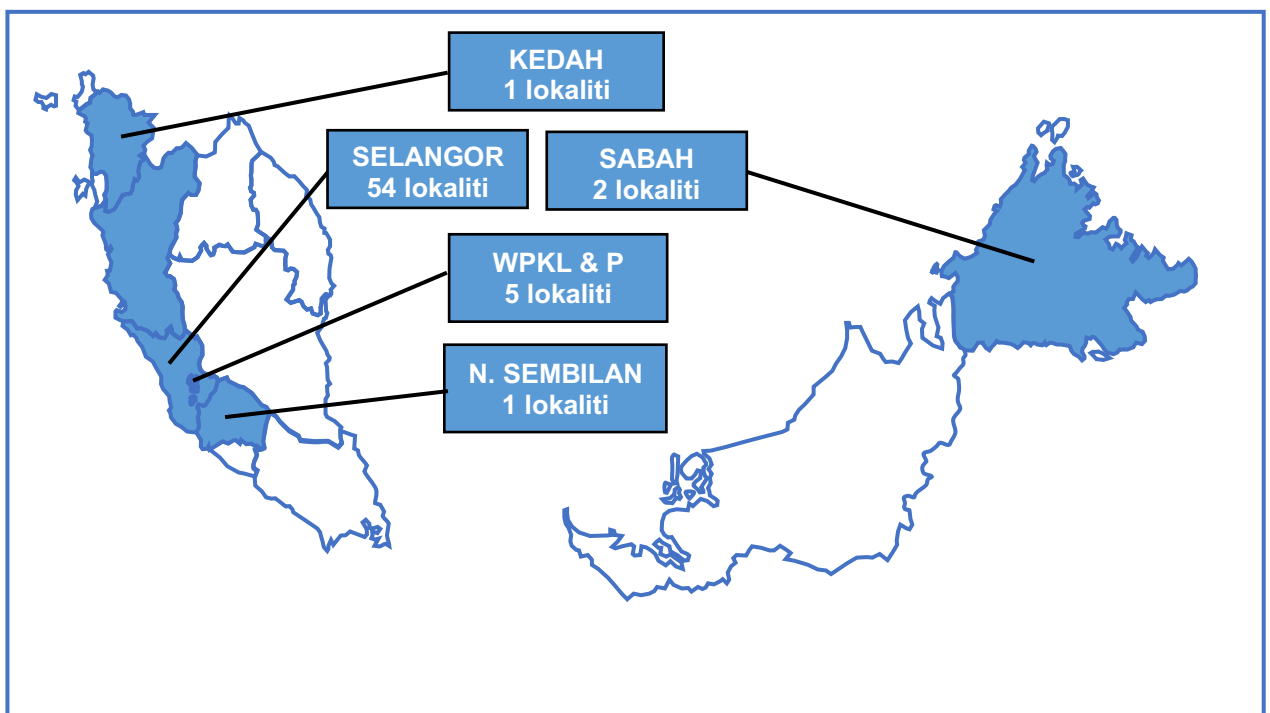 KEDAH
1 lokaliti
SELANGOR
54 lokaliti
SABAH
2 lokaliti
WPKL & P
5 lokaliti
N. SEMBILAN
1 lokaliti